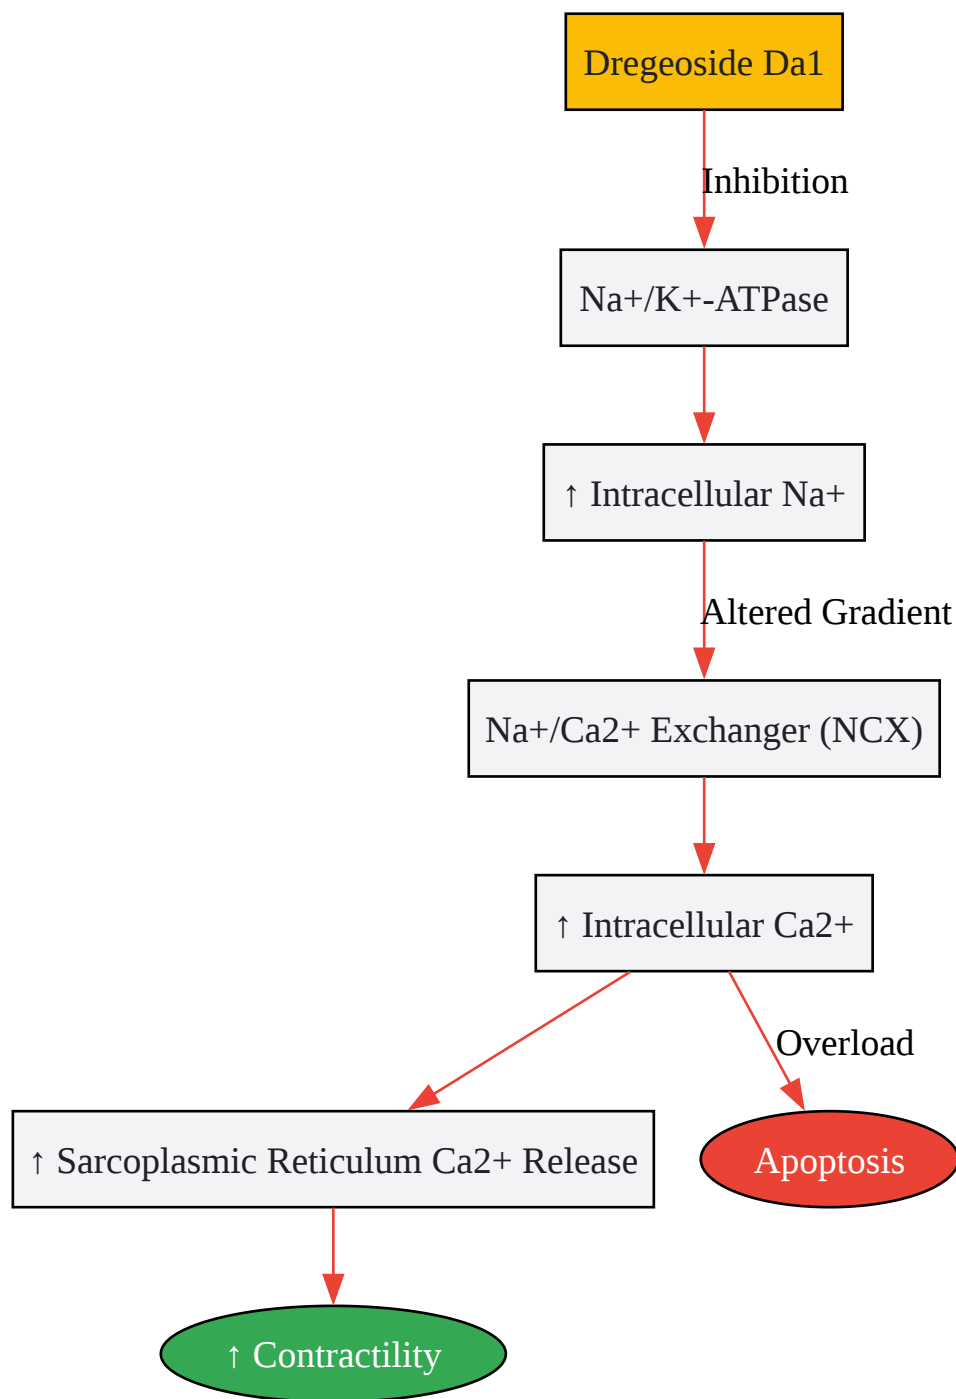 Dregeoside Da1
Inhibition
Na+/K+-ATPase
↑ Intracellular Na+
Altered Gradient
Na+/Ca2+ Exchanger (NCX)
↑ Intracellular Ca2+
Overload
↑ Sarcoplasmic Reticulum Ca2+ Release
Apoptosis
↑ Contractility